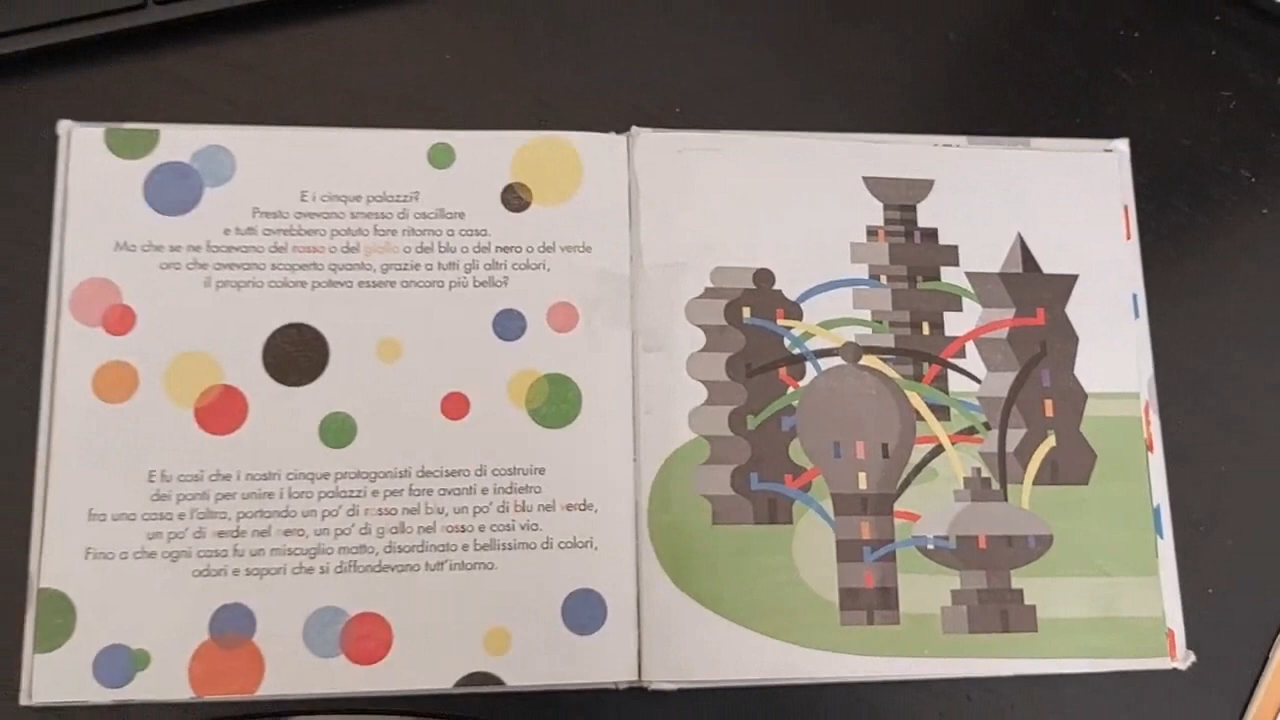 E i cinque palazzi?
Presto avevano smesso di oscillare
e tutti avrebbero potuto fare ritorno a casa.
Ma che se ne facevano del rosso o del giallo o del blu o del nero o del verde
ora che avevano scoperto quanto, grazie a tutti gli altri colori,
il proprio colore poteva essere ancora più bello?
E fu così che i nostri cinque protagonisti decisero di costruire
dei ponti per unire i loro palazzi e per fare avanti e indietro
fra una casa e l'altra, portando un po' di rosso nel blu, un po' di blu nel verde,
un po' di verde nel nero, un po' di giallo nel rosso e così via.
Fino a che ogni casa fu un miscuglio matto, disordinato e bellissimo di colori,
odori e sapori che si diffondevano tutt'intorno.